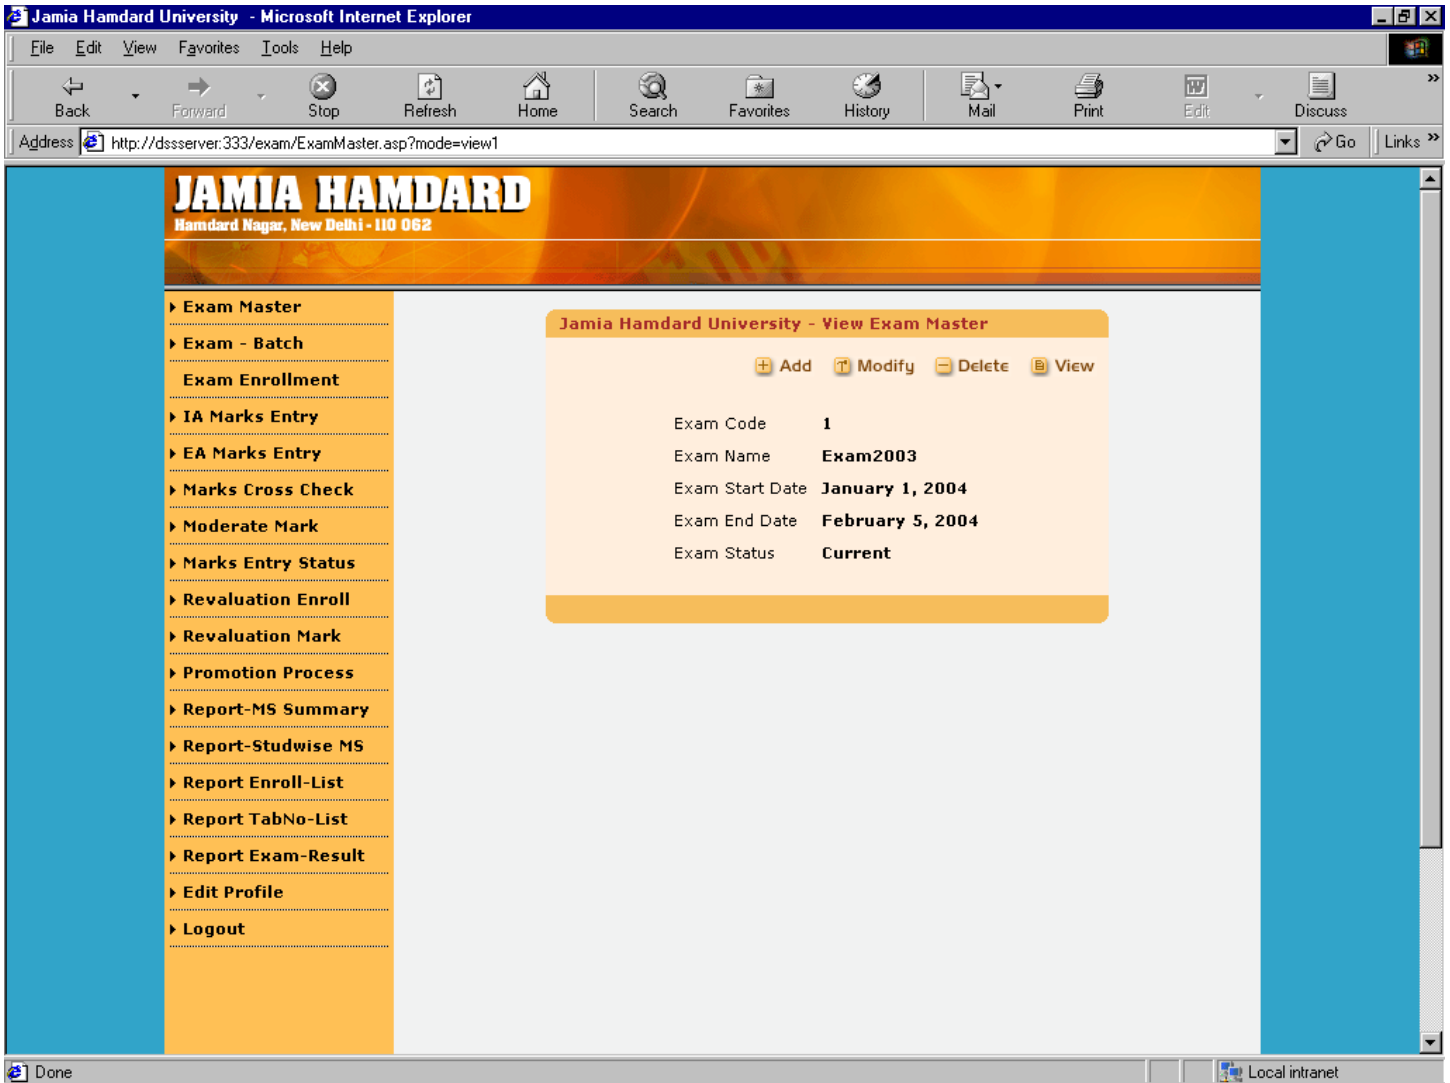 Jamia Hamdard University - Microsoft Internet Explorer
File Edit View Favorites Tools Help
Back Forward Stop Refresh Home Search Favorites History Mail Print Edit Discuss »
Address http://dssserver:333/exam/ExamMaster.asp?mode=view1 Go Links »
JAMIA HAMDARD
Hamdard Nagar, New Delhi - 110 062
Exam Master
Exam - Batch
Exam Enrollment
IA Marks Entry
EA Marks Entry
Marks Cross Check
Moderate Mark
Marks Entry Status
Revaluation Enroll
Revaluation Mark
Promotion Process
Report-MS Summary
Report-Studwise MS
Report Enroll-List
Report TabNo-List
Report Exam-Result
Edit Profile
Logout
Jamia Hamdard University - View Exam Master
Add Modify Delete View
Exam Code 1
Exam Name Exam2003
Exam Start Date January 1, 2004
Exam End Date February 5, 2004
Exam Status Current
Done Local intranet